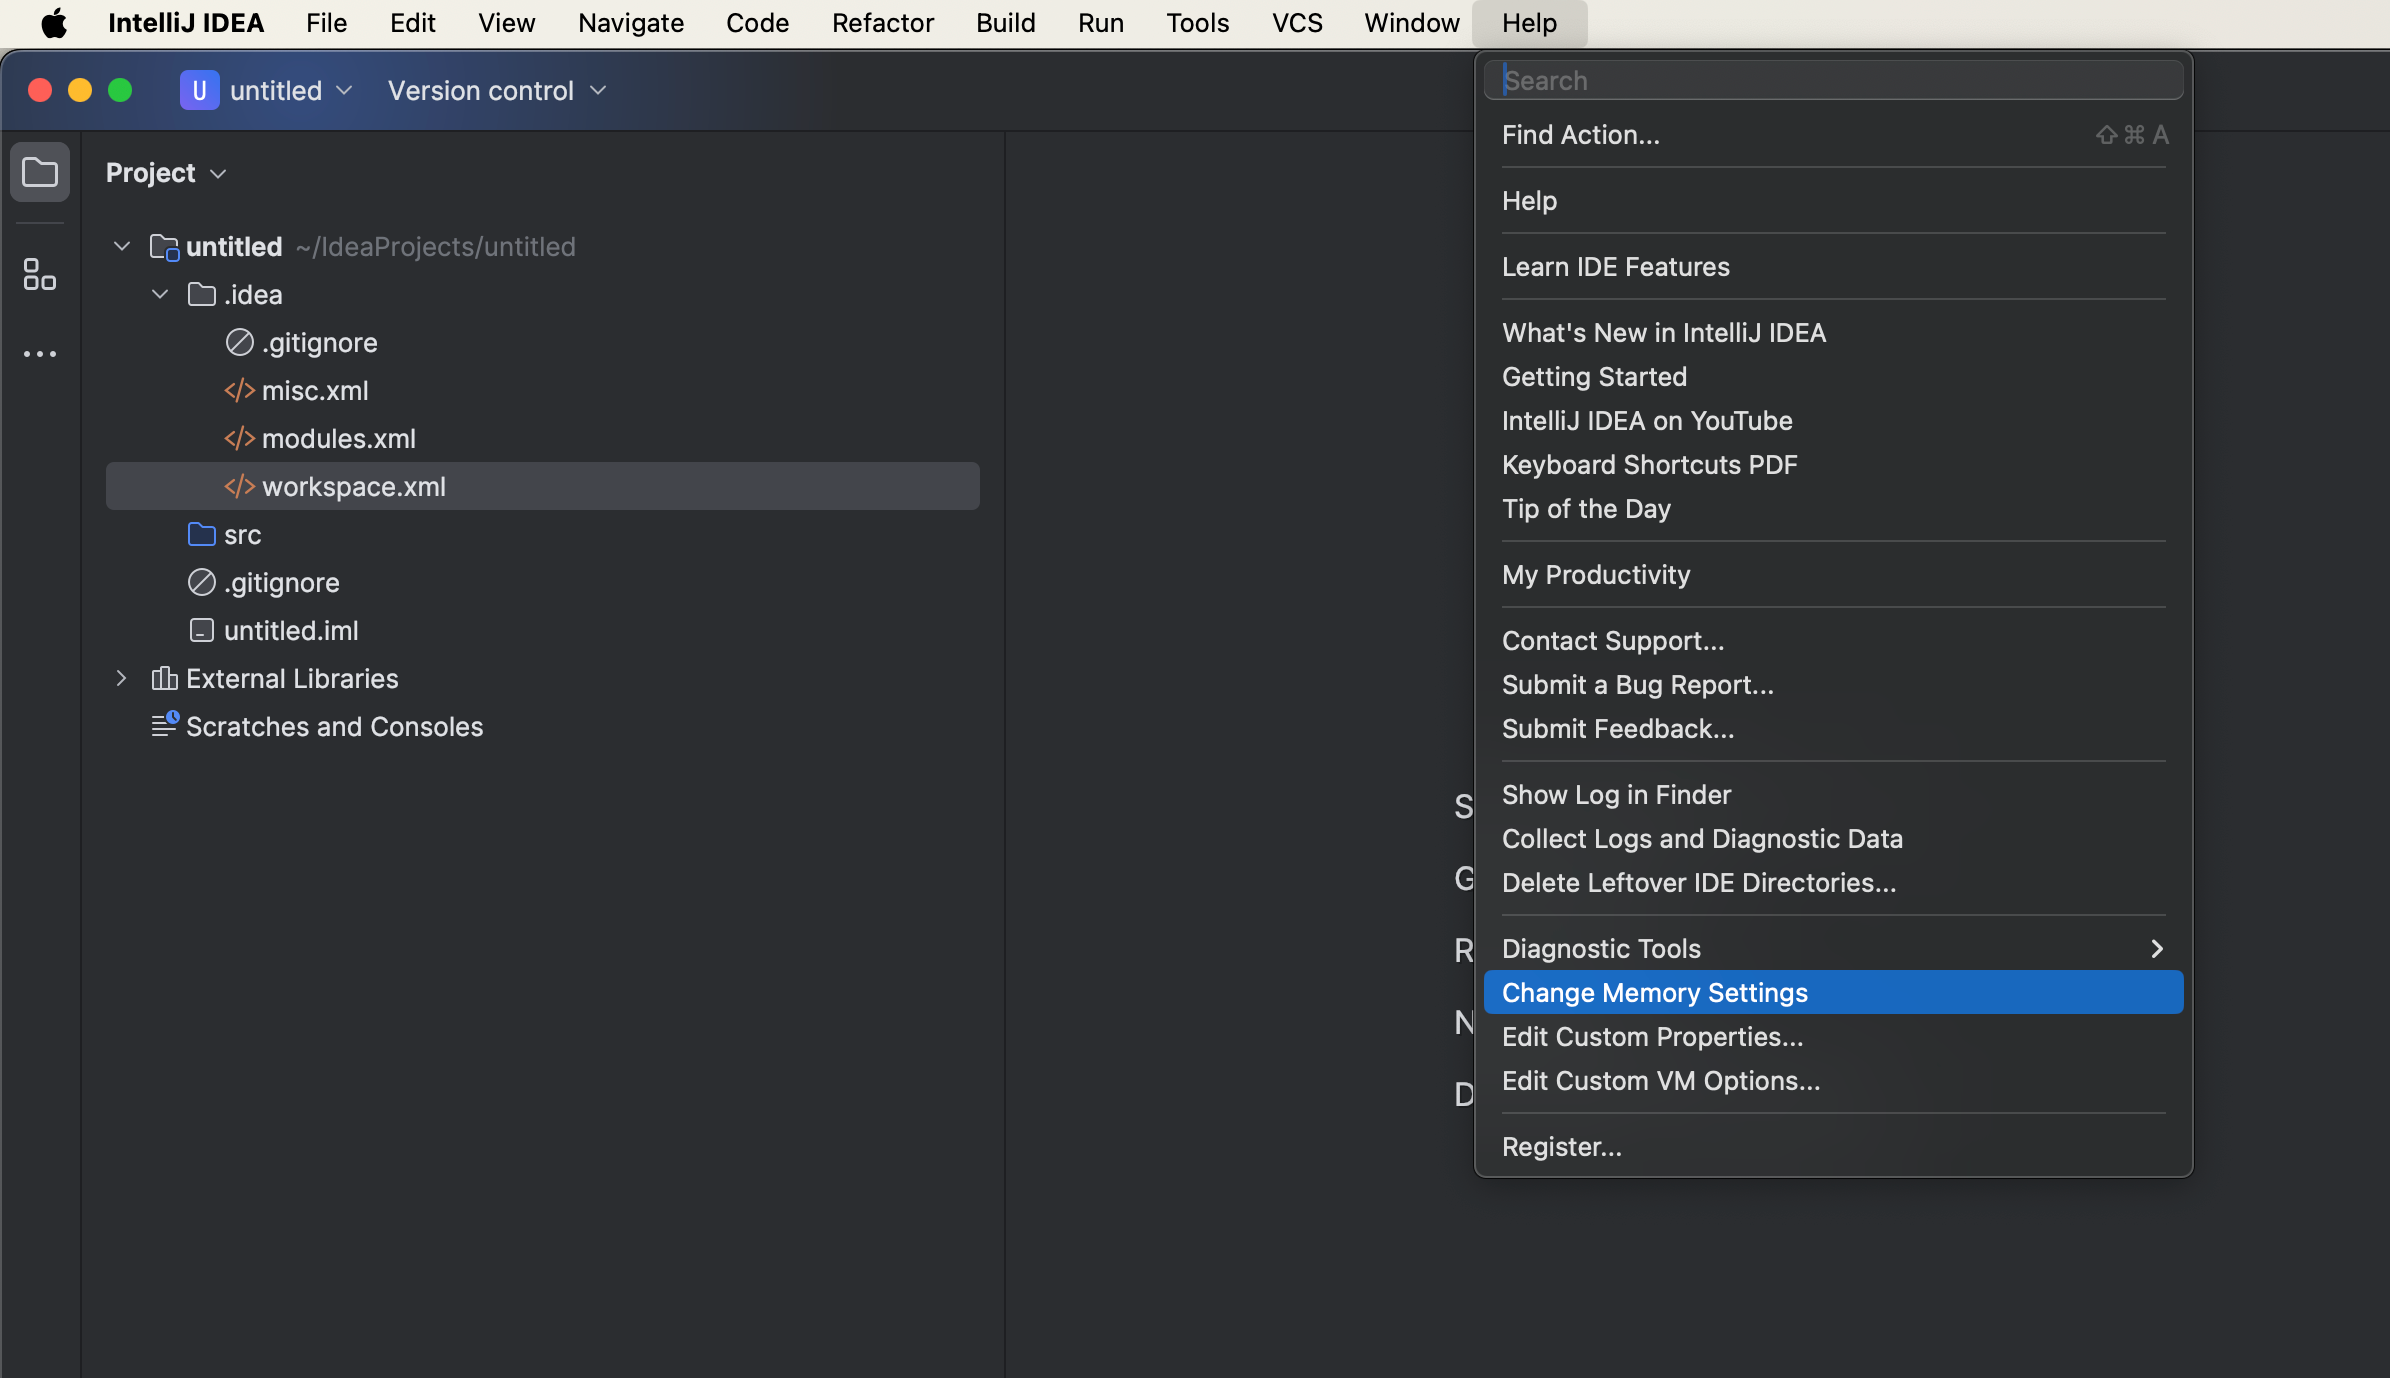 IntelliJ IDEA File Edit View Navigate Code Refactor Build Run Tools VCS Window Help
U untitled Version control
Project
untitled ~/IdeaProjects/untitled
.idea
.gitignore
</> misc.xml
</> modules.xml
</> workspace.xml
src
.gitignore
untitled.iml
External Libraries
Scratches and Consoles
S
G
R
N
D
Search
Find Action... ⇧⌘A
Help
Learn IDE Features
What's New in IntelliJ IDEA
Getting Started
IntelliJ IDEA on YouTube
Keyboard Shortcuts PDF
Tip of the Day
My Productivity
Contact Support...
Submit a Bug Report...
Submit Feedback...
Show Log in Finder
Collect Logs and Diagnostic Data
Delete Leftover IDE Directories...
Diagnostic Tools
Change Memory Settings
Edit Custom Properties...
Edit Custom VM Options...
Register...